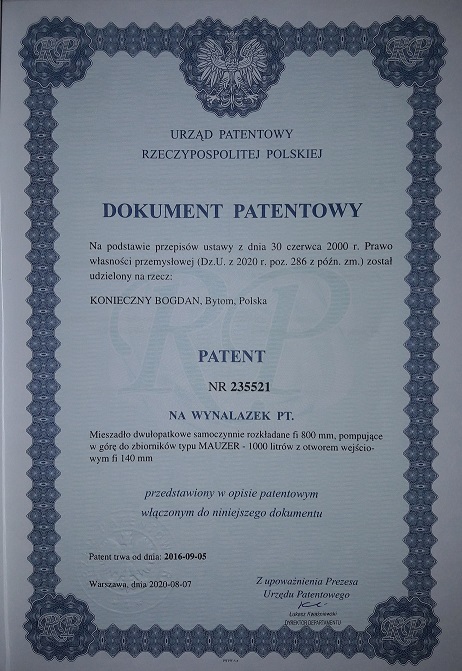 URZĄD PATENTOWY
RZECZYPOSPOLITEJ POLSKIEJ
DOKUMENT PATENTOWY
Na podstawie przepisów ustawy z dnia 30 czerwca 2000 r. Prawo
własności przemysłowej (Dz.U. z 2020 r. poz. 286 z późn. zm.) został
udzielony na rzecz:
KONIECZNY BOGDAN, Bytom, Polska
PATENT
NR 235521
NA WYNALAZEK PT.
Mieszadło dwułopatkowe samoczynnie rozkładane fi 800 mm, pompujące
w górę do zbiorników typu MAUZER - 1000 litrów z otworem wejścio-
wym fi 140 mm
przedstawiony w opisie patentowym
włączonym do niniejszego dokumentu
Patent trwa od dnia: 2016-09-05
Warszawa, dnia 2020-08-07
Z upoważnienia Prezesa
Urzędu Patentowego
DYREKTOR DEPARTAMENTU